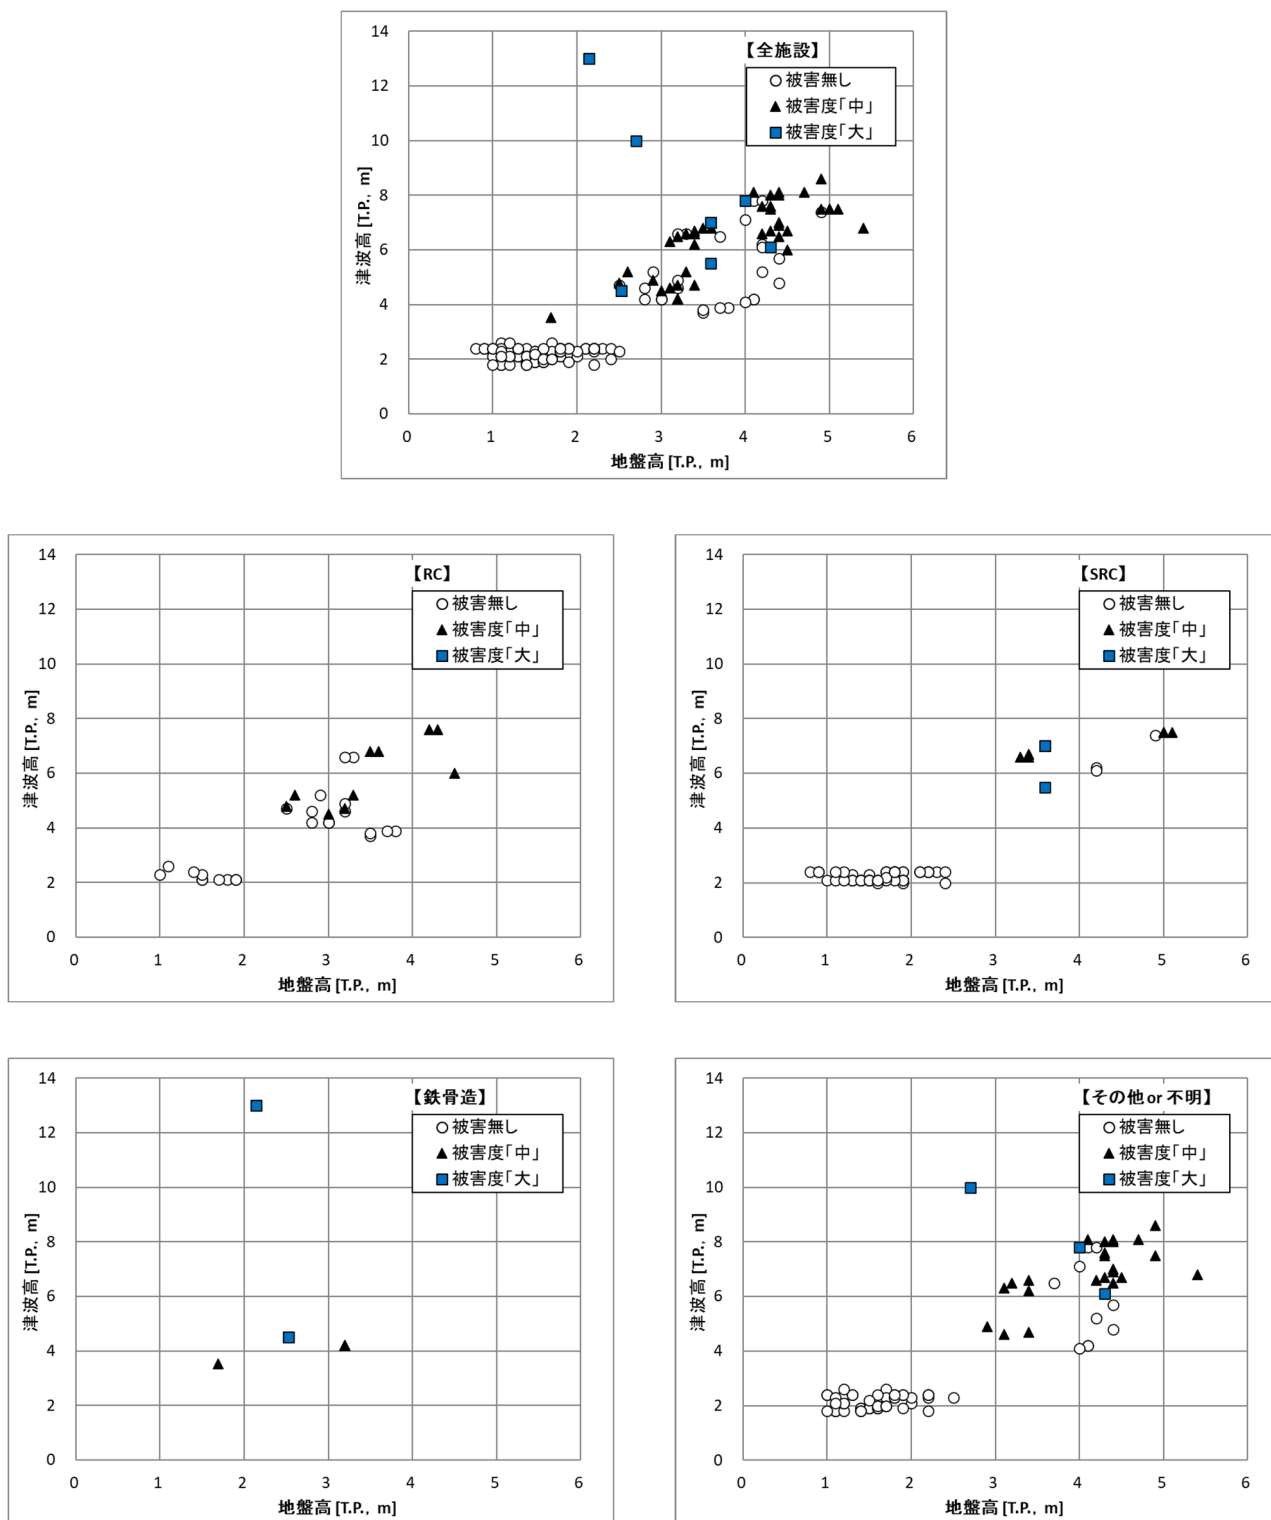 【全施設】
被害無し
被害度「中」
被害度「大」
津波高 [T.P., m]
14
12
10
8
6
4
2
0
0 1 2 3 4 5 6
地盤高 [T.P., m]
【RC】
被害無し
被害度「中」
被害度「大」
津波高 [T.P., m]
14
12
10
8
6
4
2
0
0 1 2 3 4 5 6
地盤高 [T.P., m]
【SRC】
被害無し
被害度「中」
被害度「大」
津波高 [T.P., m]
14
12
10
8
6
4
2
0
0 1 2 3 4 5 6
地盤高 [T.P., m]
【鉄骨造】
被害無し
被害度「中」
被害度「大」
津波高 [T.P., m]
14
12
10
8
6
4
2
0
0 1 2 3 4 5 6
地盤高 [T.P., m]
【その他 or 不明】
被害無し
被害度「中」
被害度「大」
津波高 [T.P., m]
14
12
10
8
6
4
2
0
0 1 2 3 4 5 6
地盤高 [T.P., m]